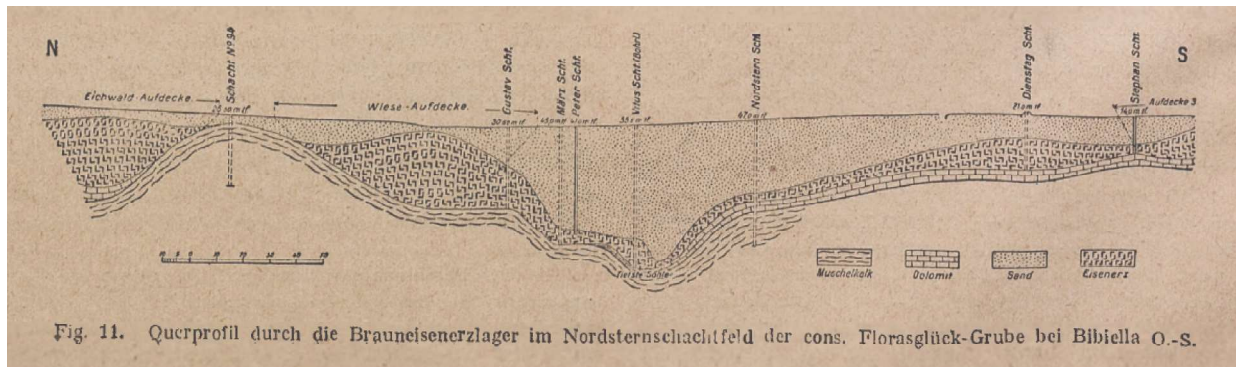 N
S
Eichwald-Aufdecke.
Schacht № 54
Wiese-Aufdecke.
Gustav Scht.
März Scht.
Peter Scht.
Vitus Scht. (Bohrl)
Nordstern Scht
Dienstag Scht.
Stephan Scht.
Aufdecke 3
Tiefste Sohle
Muschelkalk
Dolomit
Sand
Eisenerz
Fig. 11. Querprofil durch die Brauneisenerzlager im Nordsternschachtfeld der cons. Florasglück-Grube bei Bibiella O.-S.